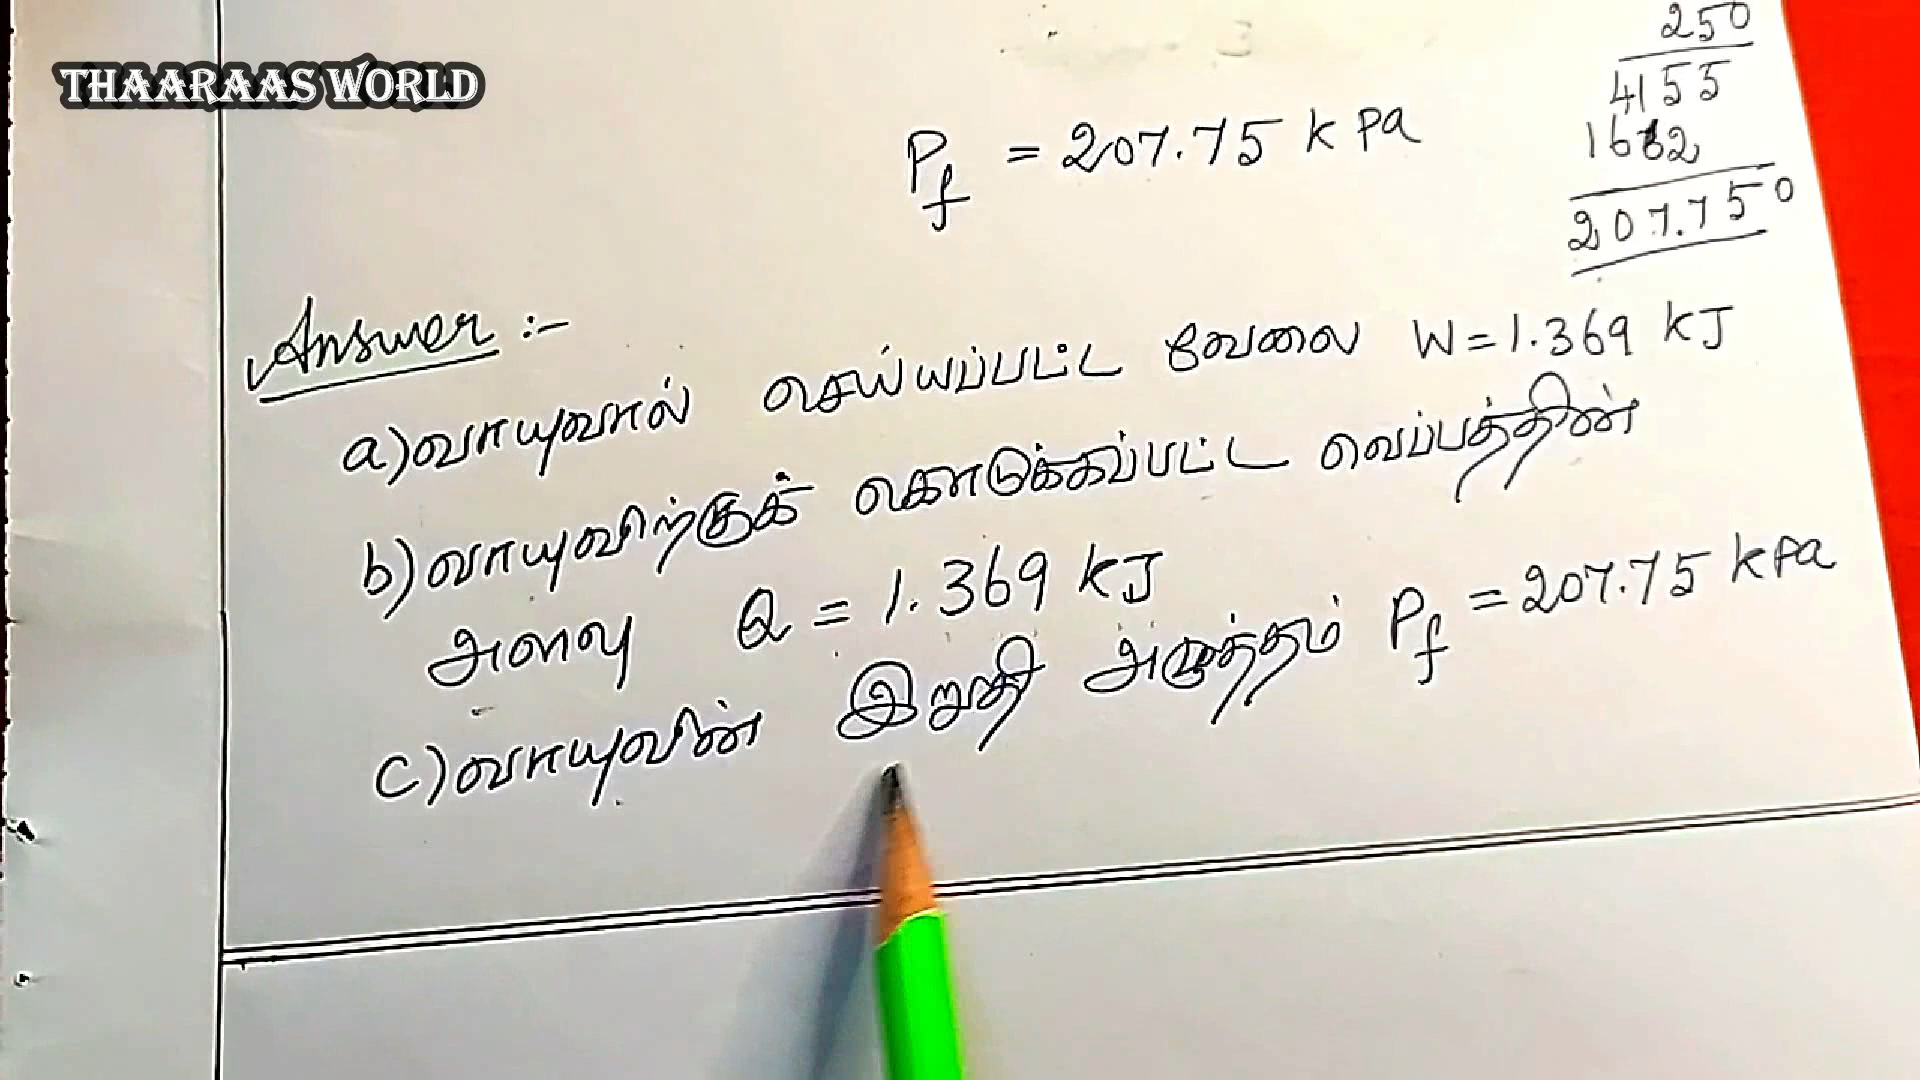 THAARAAS WORLD
250
4155
1662
207.750
Pf = 207.75 k pa
Answer :-
a) வாயுவால் செய்யப்பட்ட வேலை W = 1.369 kJ
b) வாயுவிற்குக் கொடுக்கப்பட்ட வெப்பத்தின்
அளவு Q = 1.369 kJ
c) வாயுவின் இறுதி அழுத்தம் Pf = 207.75 kpa